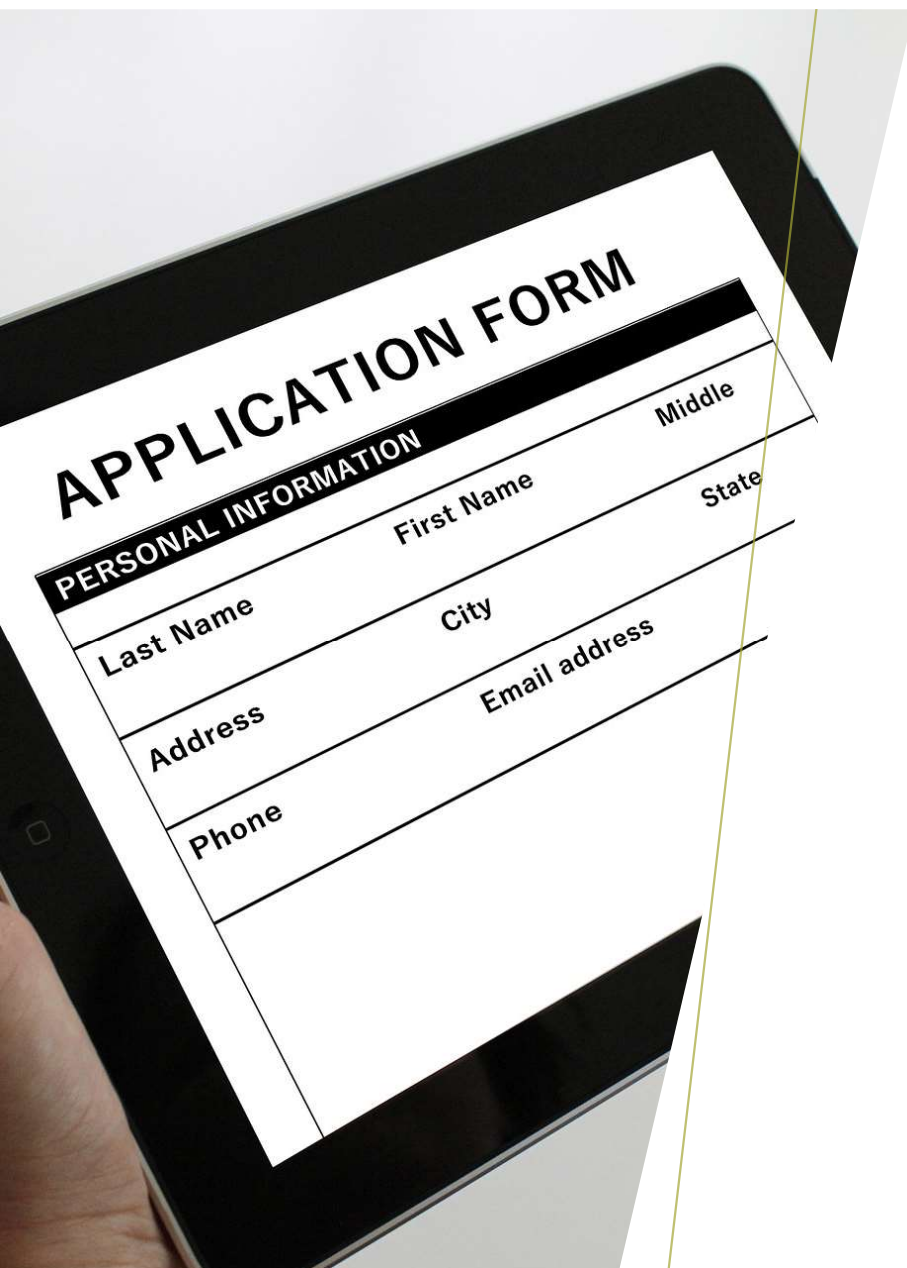 APPLICATION FORM
PERSONAL INFORMATION
Last Name First Name Middle
Address City State
Phone Email address